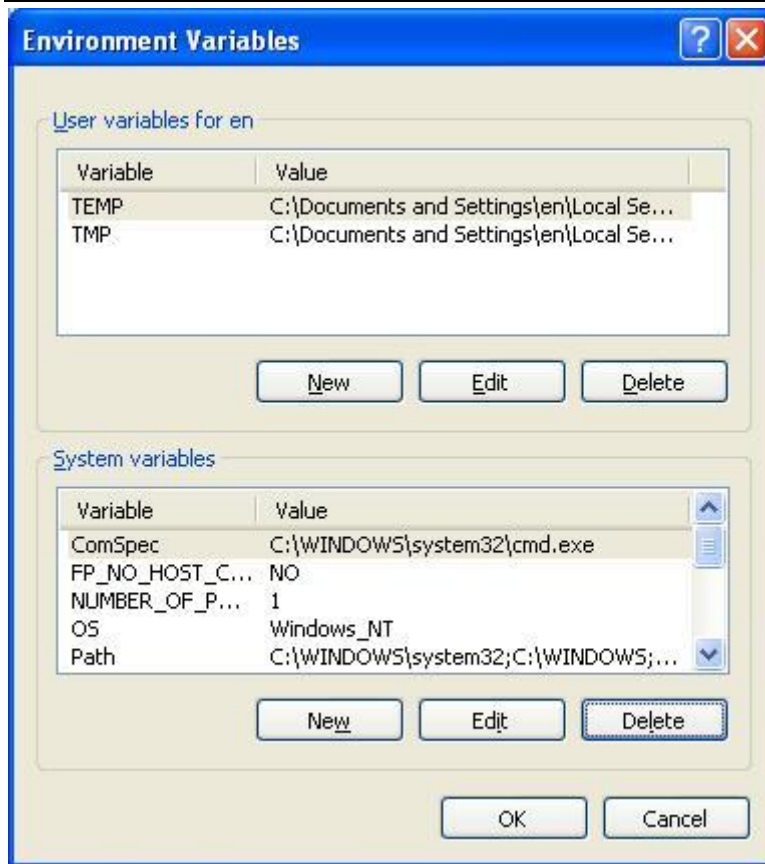 Environment Variables
User variables for en
Variable Value
TEMP C:\Documents and Settings\en\Local Se...
TMP C:\Documents and Settings\en\Local Se...
New Edit Delete
System variables
Variable Value
ComSpec C:\WINDOWS\system32\cmd.exe
FP_NO_HOST_C... NO
NUMBER_OF_P... 1
OS Windows_NT
Path C:\WINDOWS\system32;C:\WINDOWS;...
New Edit Delete
OK Cancel